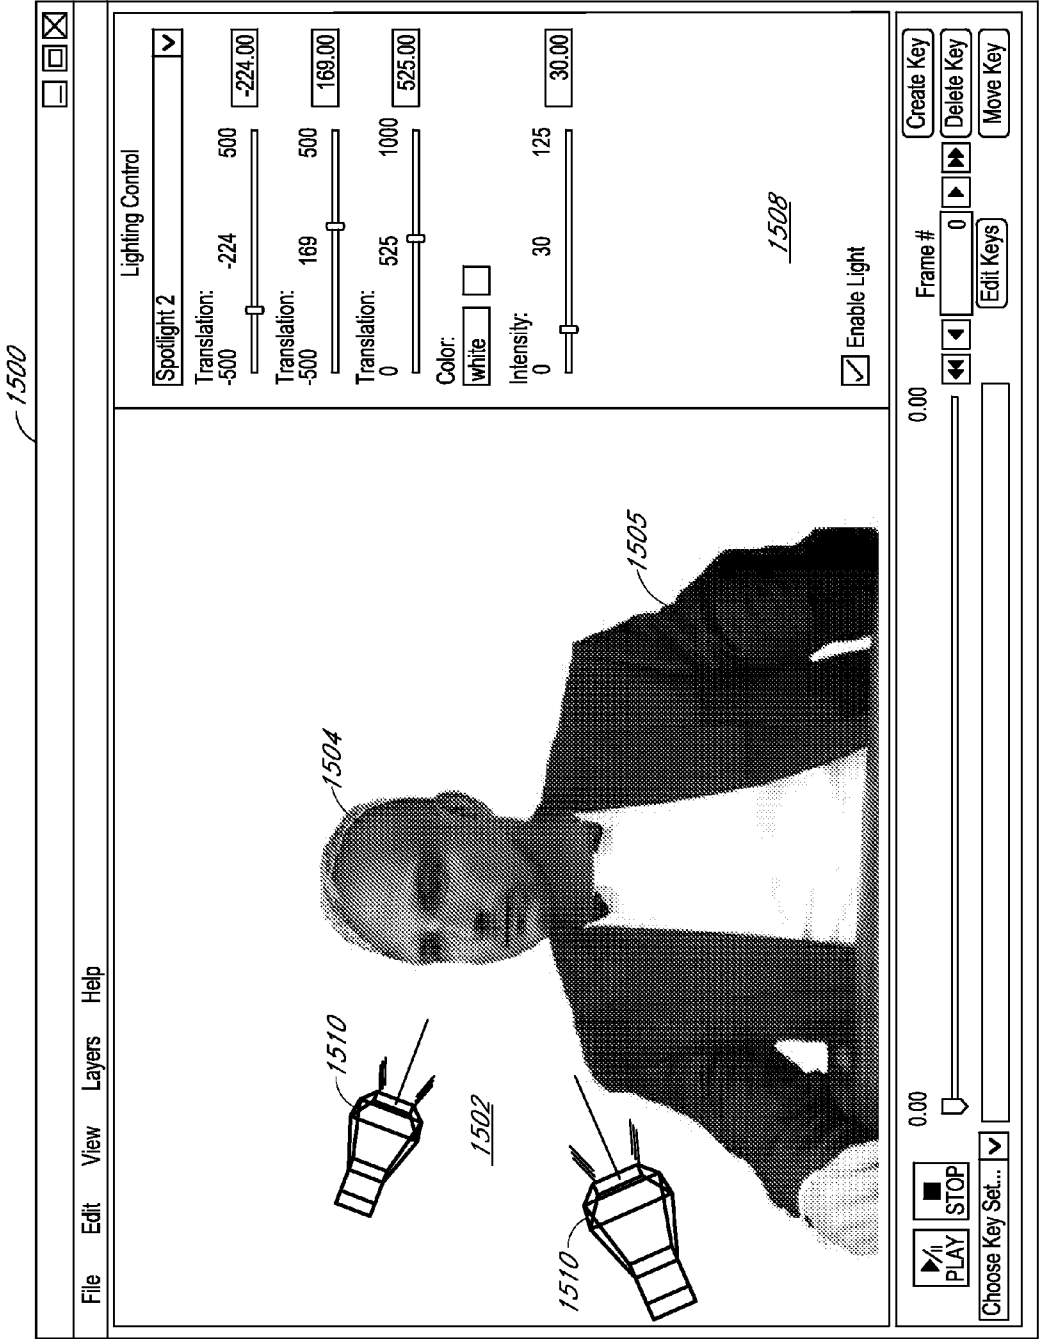 1500
File Edit View Layers Help
1504
1505
1510
1502
1510
Lighting Control
Spotlight 2
Translation:
-500 -224 500 -224.00
Translation:
-500 169 500 169.00
Translation:
0 525 1000 525.00
Color:
white
Intensity:
0 30 125 30.00
1508
Enable Light
PLAY STOP
0.00 0.00
Frame #
0
Create Key
Delete Key
Move Key
Choose Key Set...
Edit Keys